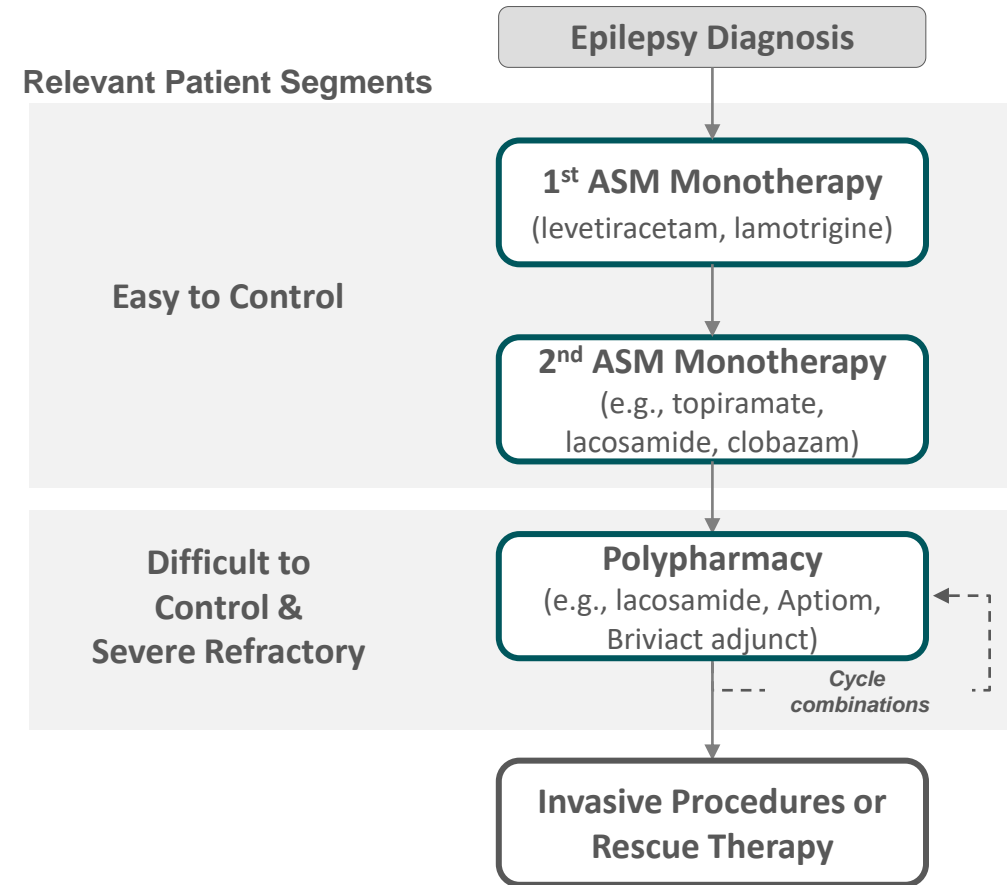 Epilepsy Diagnosis
Relevant Patient Segments
1st ASM Monotherapy
(levetiracetam, lamotrigine)
Easy to Control
2nd ASM Monotherapy
(e.g., topiramate,
lacosamide, clobazam)
Difficult to
Control &
Severe Refractory
Polypharmacy
(e.g., lacosamide, Aptiom,
Briviact adjunct)
Cycle
combinations
Invasive Procedures or
Rescue Therapy